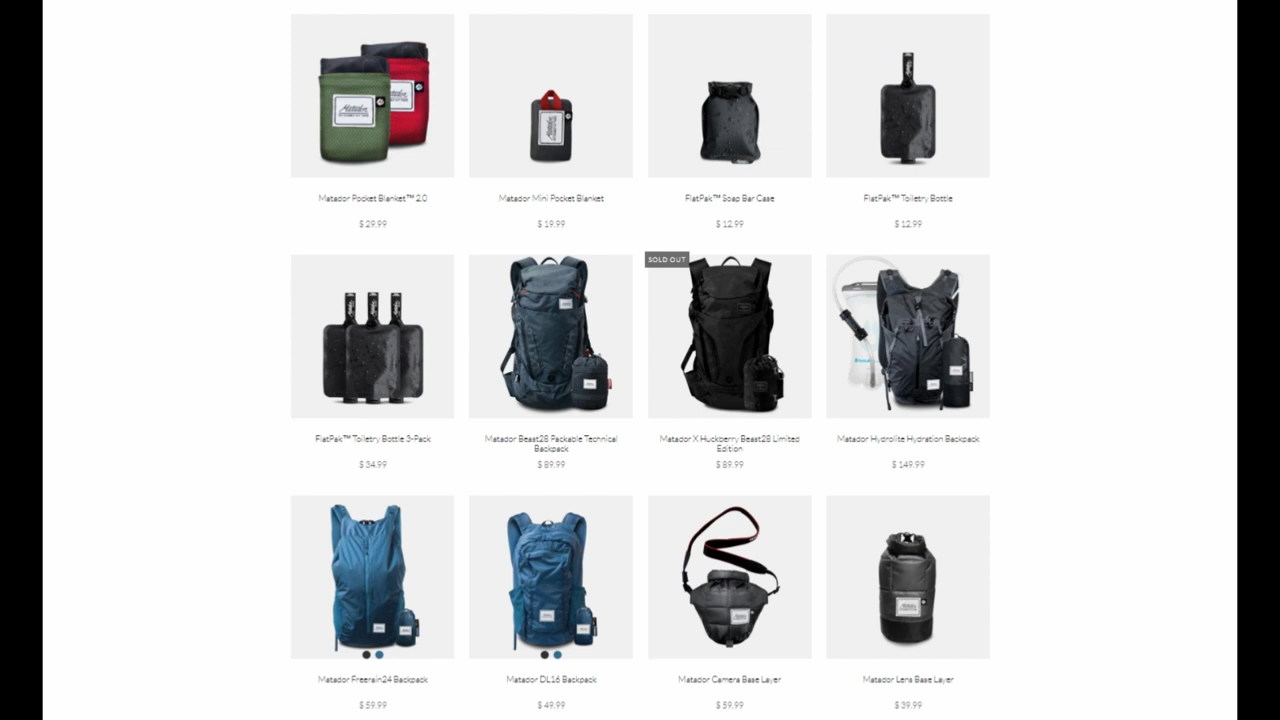 Matador Pocket Blanket™ 2.0
Matador Mini Pocket Blanket
FlatPak™ Soap Bar Case
FlatPak™ Toiletry Bottle
$ 29.99
$ 19.99
$ 12.99
$ 12.99
SOLD OUT
FlatPak™ Toiletry Bottle 3-Pack
Matador Beast28 Packable Technical
Backpack
Matador X Huckberry Beast28 Limited
Edition
Matador Hydrolite Hydration Backpack
$ 34.99
$ 89.99
$ 89.99
$ 149.99
Matador Freerain24 Backpack
Matador DL16 Backpack
Matador Camera Base Layer
Matador Lens Base Layer
$ 59.99
$ 49.99
$ 59.99
$ 39.99